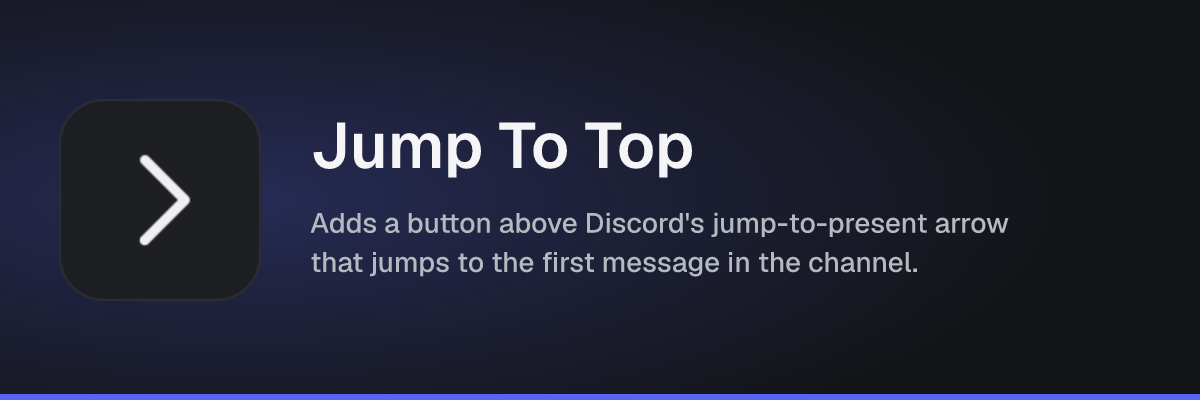 Jump To Top
Adds a button above Discord's jump-to-present arrow
that jumps to the first message in the channel.